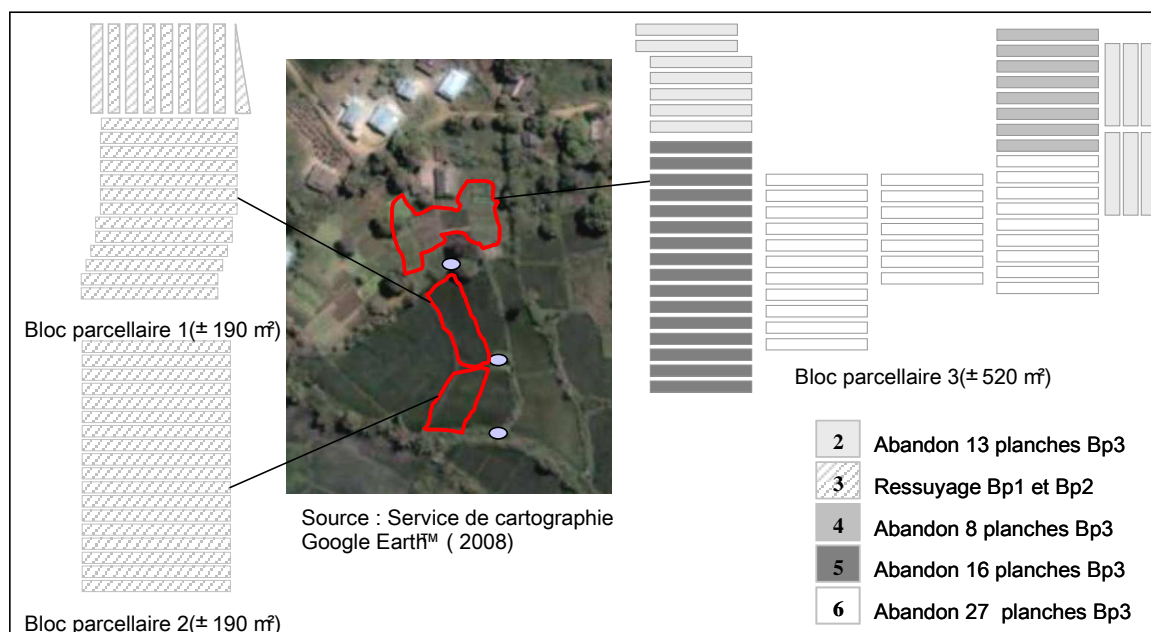 Bloc parcellaire 1(± 190 m²)
Bloc parcellaire 2(± 190 m²)
Source : Service de cartographie
Google Earth™ ( 2008)
Bloc parcellaire 3(± 520 m²)
2 Abandon 13 planches Bp3
3 Ressuyage Bp1 et Bp2
4 Abandon 8 planches Bp3
5 Abandon 16 planches Bp3
6 Abandon 27 planches Bp3